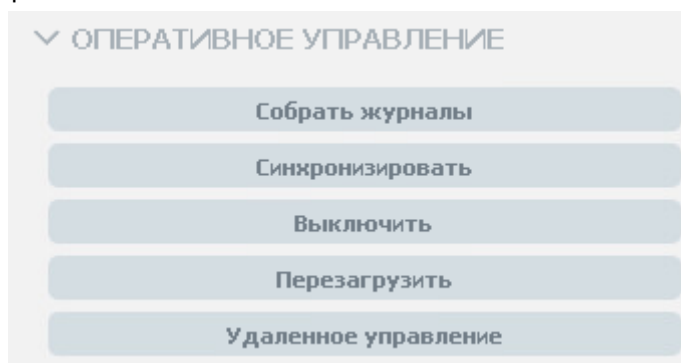 ОПЕРАТИВНОЕ УПРАВЛЕНИЕ
Собрать журналы
Синхронизировать
Выключить
Перезагрузить
Удаленное управление